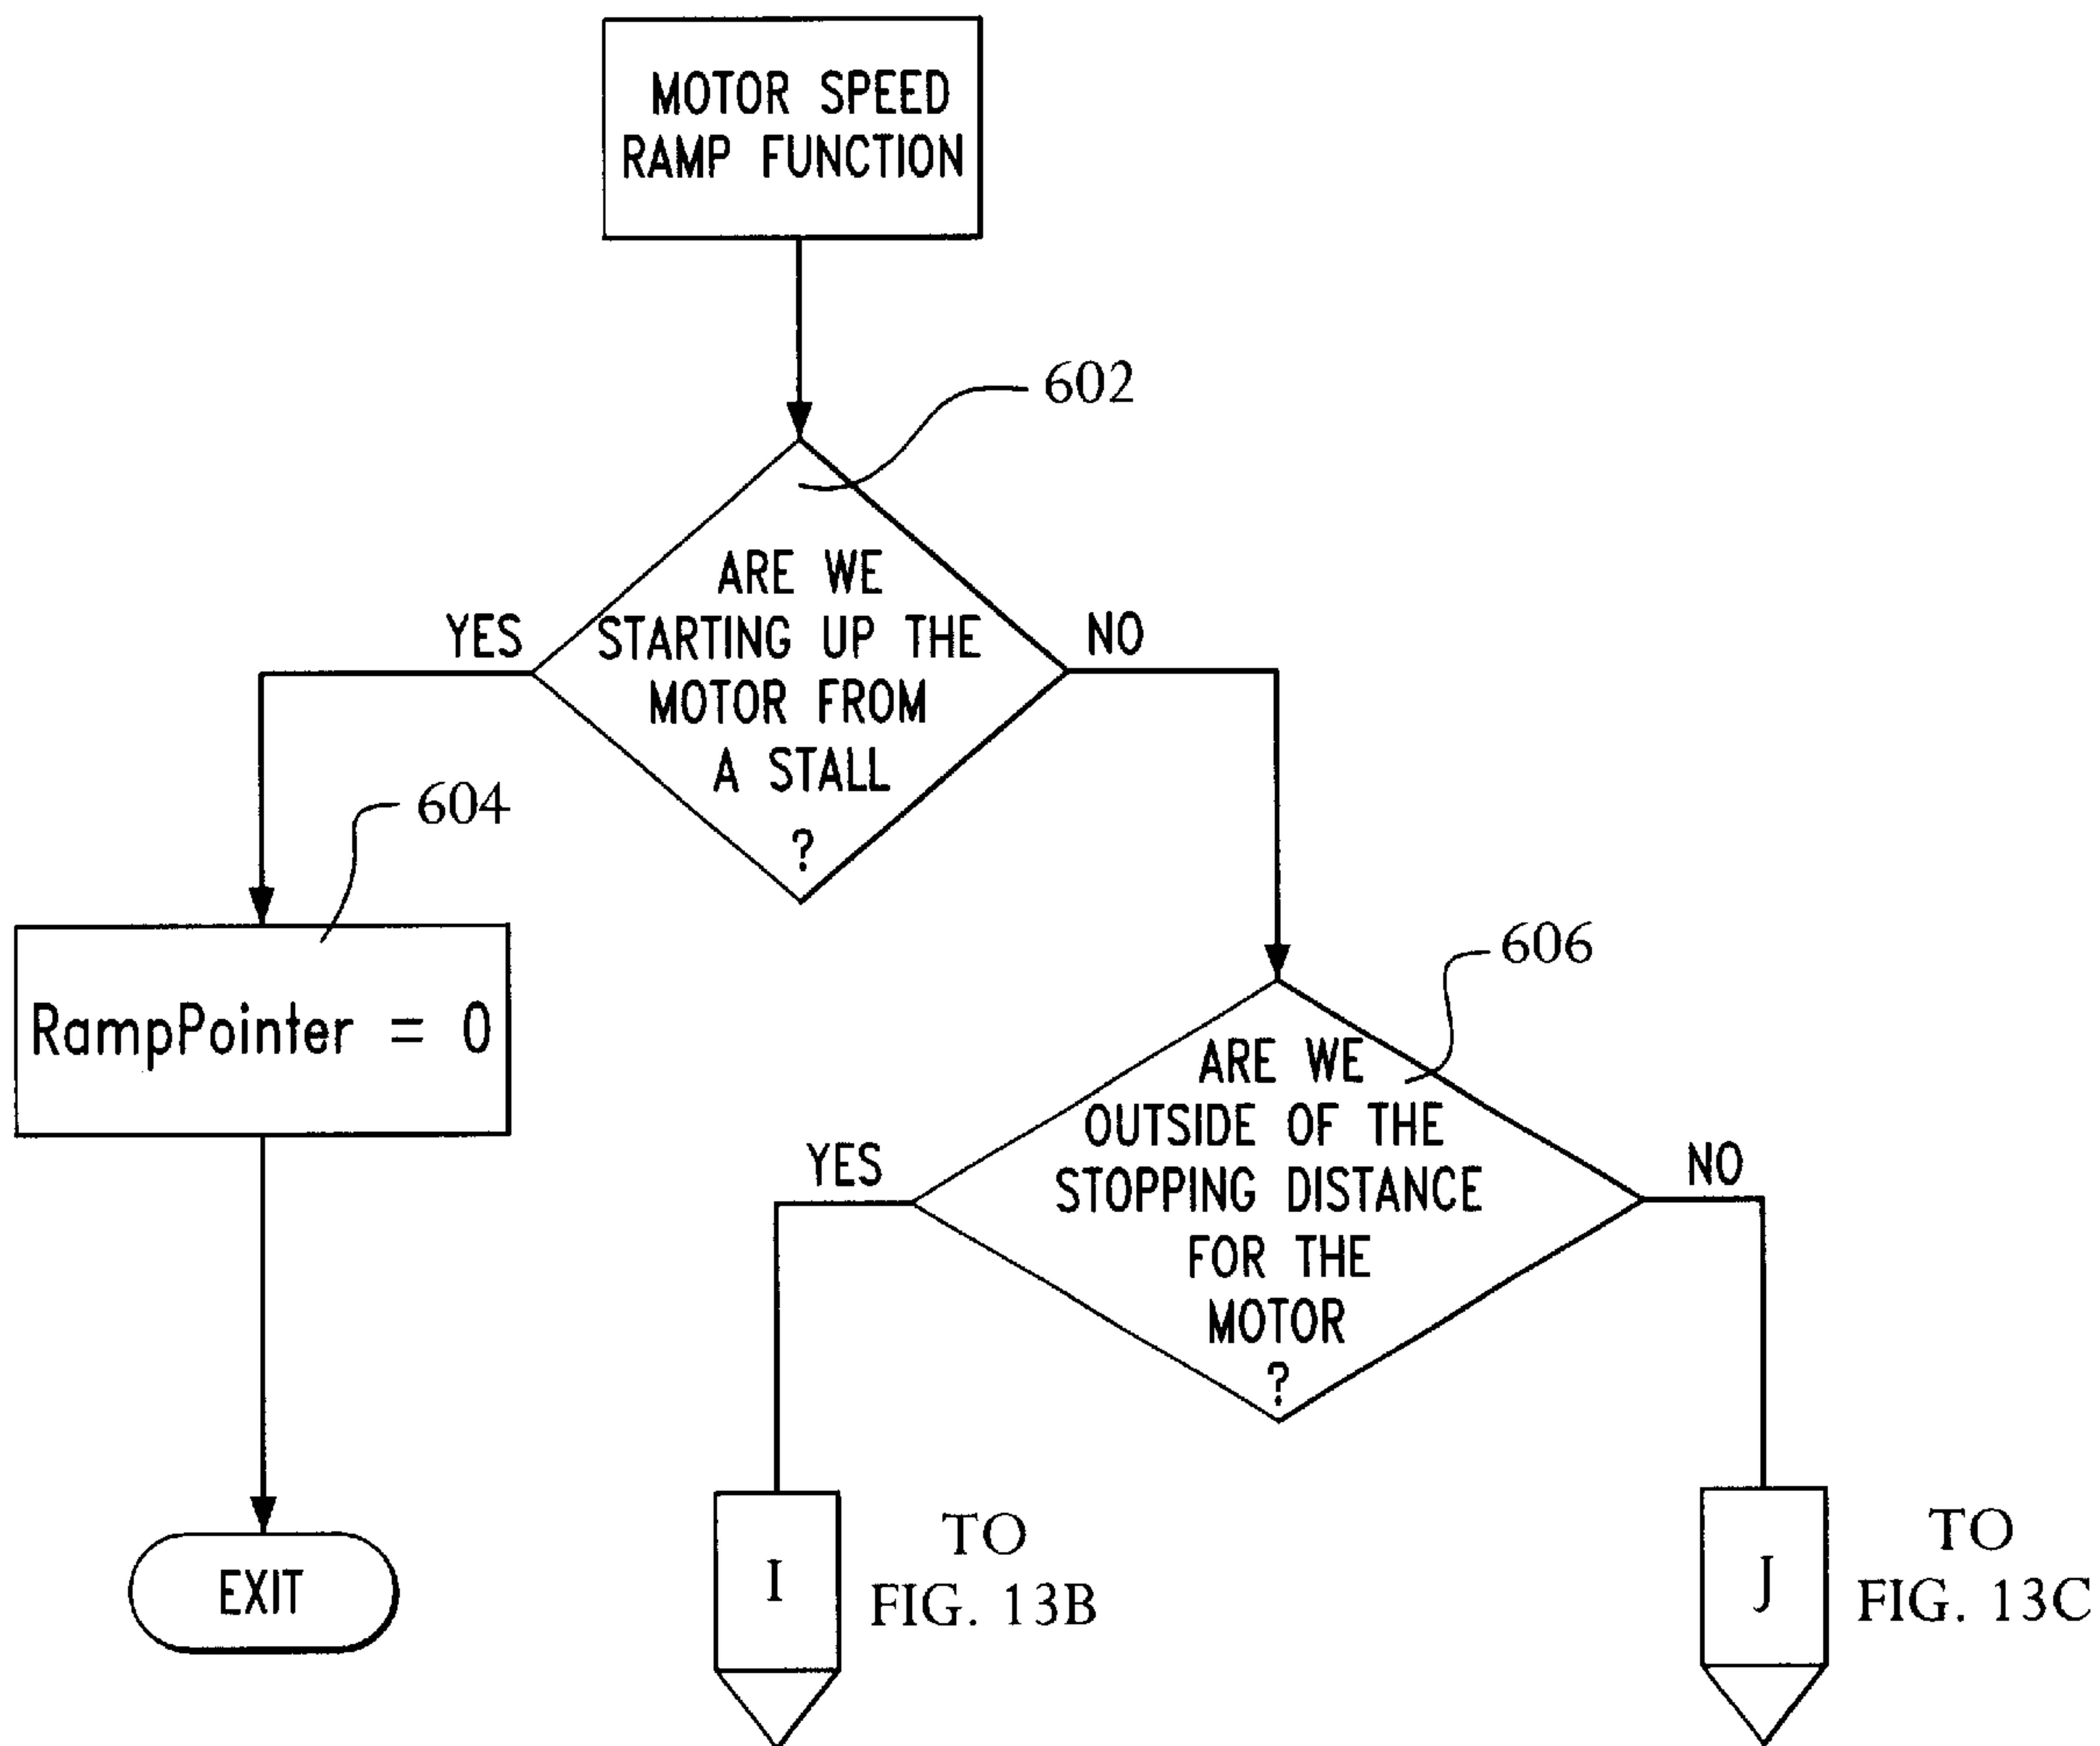 MOTOR SPEED
RAMP FUNCTION
602
ARE WE
STARTING UP THE
MOTOR FROM
A STALL
?
YES
NO
604
RampPointer = 0
EXIT
606
ARE WE
OUTSIDE OF THE
STOPPING DISTANCE
FOR THE
MOTOR
?
YES
NO
I
TO
FIG. 13B
J
TO
FIG. 13C